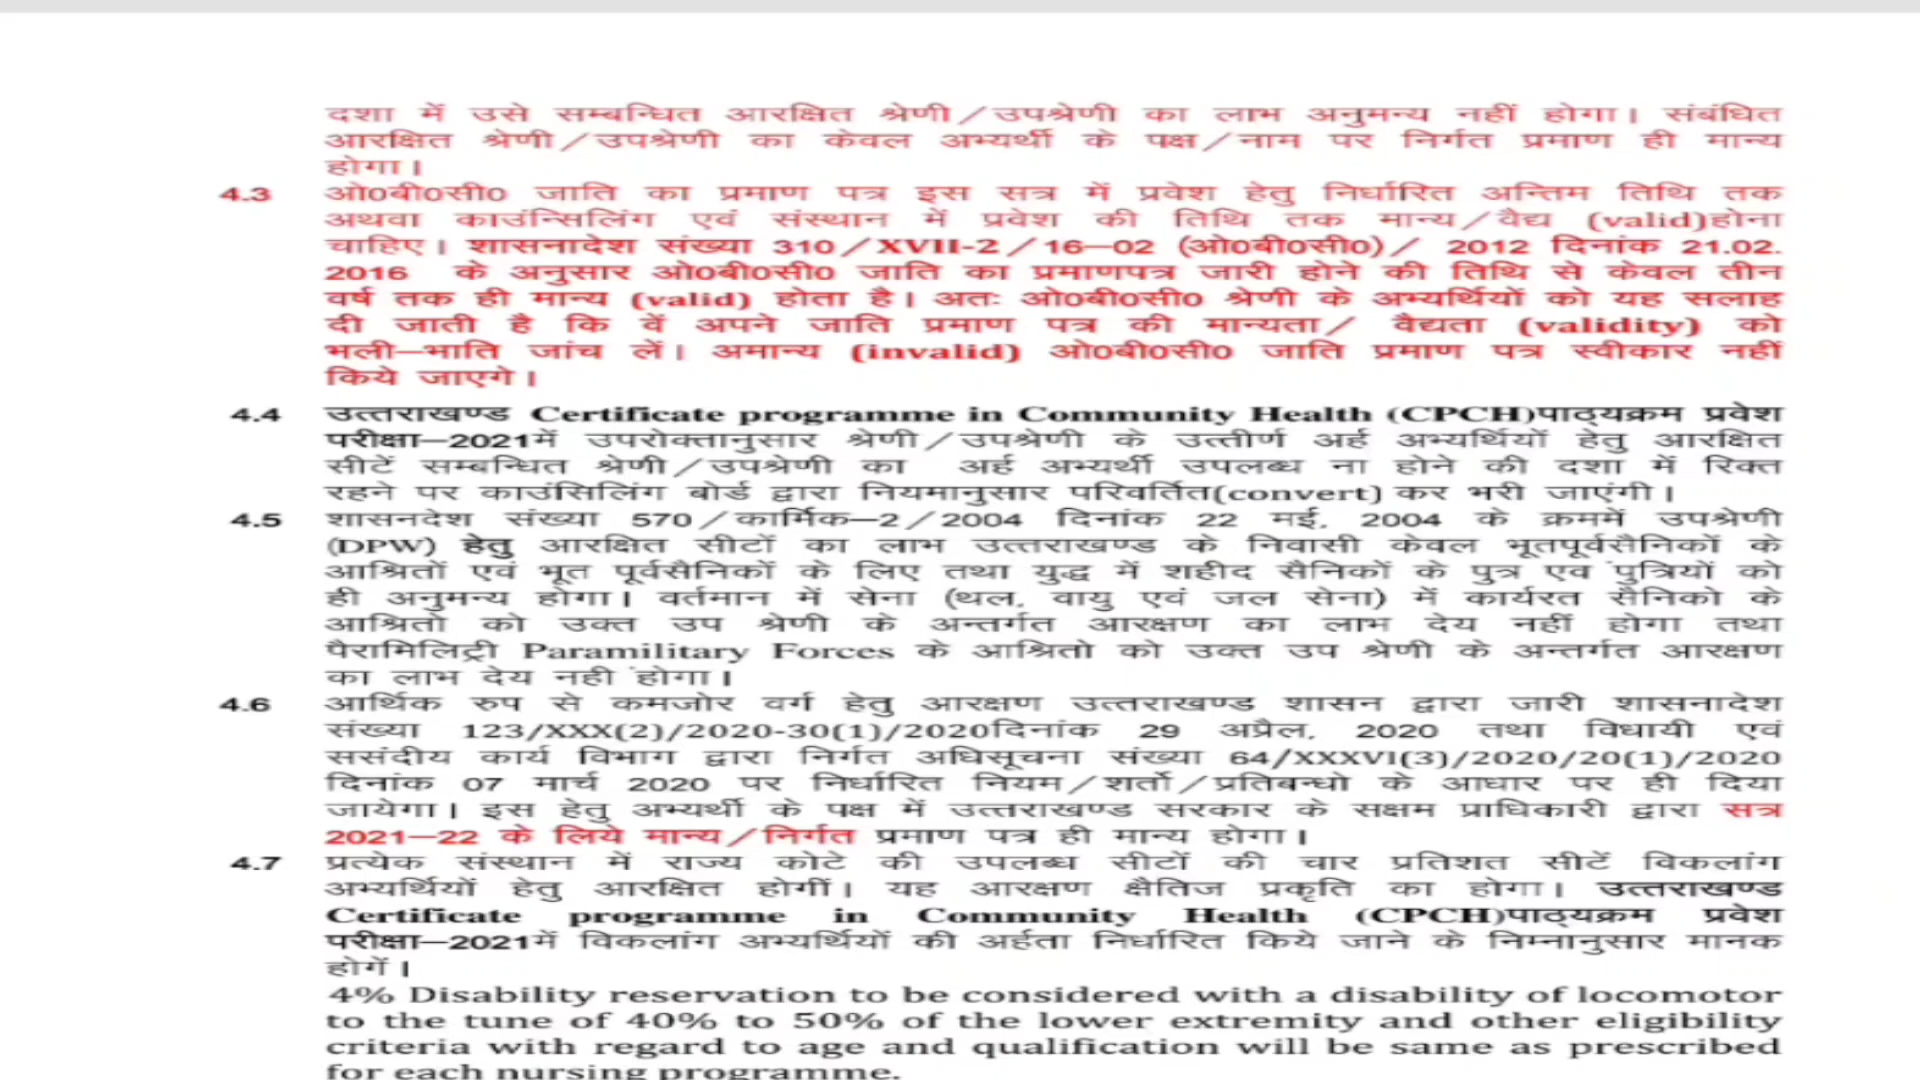 दशा में उसे सम्बन्धित आरक्षित श्रेणी/उपश्रेणी का लाभ अनुमन्य नहीं होगा। संबंधित
आरक्षित श्रेणी/उपश्रेणी का केवल अभ्यर्थी के पक्ष/नाम पर निर्गत प्रमाण ही मान्य
होगा।
4.3 ओ0बी0सी0 जाति का प्रमाण पत्र इस सत्र में प्रवेश हेतु निर्धारित अन्तिम तिथि तक
अथवा काउंन्सिलिंग एवं संस्थान में प्रवेश की तिथि तक मान्य/वैद्य (valid)होना
चाहिए। शासनादेश संख्या 310/XVII-2/16–02 (ओ0बी0सी0)/ 2012 दिनांक 21.02.
2016 के अनुसार ओ0बी0सी0 जाति का प्रमाणपत्र जारी होने की तिथि से केवल तीन
वर्ष तक ही मान्य (valid) होता है। अतः ओ0बी0सी0 श्रेणी के अभ्यर्थियों को यह सलाह
दी जाती है कि वें अपने जाति प्रमाण पत्र की मान्यता/ वैद्यता (validity) को
भली–भाति जांच लें। अमान्य (invalid) ओ0बी0सी0 जाति प्रमाण पत्र स्वीकार नहीं
किये जाएगे।
4.4 उत्तराखण्ड Certificate programme in Community Health (CPCH)पाठ्यक्रम प्रवेश
परीक्षा–2021में उपरोक्तानुसार श्रेणी/उपश्रेणी के उत्तीर्ण अर्ह अभ्यर्थियों हेतु आरक्षित
सीटें सम्बन्धित श्रेणी/उपश्रेणी का अर्ह अभ्यर्थी उपलब्ध ना होने की दशा में रिक्त
रहने पर काउंसिलिंग बोर्ड द्वारा नियमानुसार परिवर्तित(convert) कर भरी जाएंगी।
4.5 शासनदेश संख्या 570/कार्मिक–2/2004 दिनांक 22 मई, 2004 के क्रममें उपश्रेणी
(DPW) हेतु आरक्षित सीटों का लाभ उत्तराखण्ड के निवासी केवल भूतपूर्वसैनिकों के
आश्रितों एवं भूत पूर्वसैनिकों के लिए तथा युद्ध में शहीद सैनिकों के पुत्र एवं पुत्रियों को
ही अनुमन्य होगा। वर्तमान में सेना (थल, वायु एवं जल सेना) में कार्यरत सैनिको के
आश्रितो को उक्त उप श्रेणी के अन्तर्गत आरक्षण का लाभ देय नहीं होगा तथा
पैरामिलिट्री Paramilitary Forces के आश्रितो को उक्त उप श्रेणी के अन्तर्गत आरक्षण
का लाभ देय नही होगा।
4.6 आर्थिक रुप से कमजोर वर्ग हेतु आरक्षण उत्तराखण्ड शासन द्वारा जारी शासनादेश
संख्या 123/XXX(2)/2020-30(1)/2020दिनांक 29 अप्रैल, 2020 तथा विधायी एवं
ससंदीय कार्य विभाग द्वारा निर्गत अधिसूचना संख्या 64/XXXVI(3)/2020/20(1)/2020
दिनांक 07 मार्च 2020 पर निर्धारित नियम/शर्तो/प्रतिबन्धो के आधार पर ही दिया
जायेगा। इस हेतु अभ्यर्थी के पक्ष में उत्तराखण्ड सरकार के सक्षम प्राधिकारी द्वारा सत्र
2021–22 के लिये मान्य/निर्गत प्रमाण पत्र ही मान्य होगा।
4.7 प्रत्येक संस्थान में राज्य कोटे की उपलब्ध सीटों की चार प्रतिशत सीटें विकलांग
अभ्यर्थियों हेतु आरक्षित होगीं। यह आरक्षण क्षैतिज प्रकृति का होगा। उत्तराखण्ड
Certificate programme in Community Health (CPCH)पाठ्यक्रम प्रवेश
परीक्षा–2021में विकलांग अभ्यर्थियों की अर्हता निर्धारित किये जाने के निम्नानुसार मानक
होगें।
4% Disability reservation to be considered with a disability of locomotor
to the tune of 40% to 50% of the lower extremity and other eligibility
criteria with regard to age and qualification will be same as prescribed
for each nursing programme.